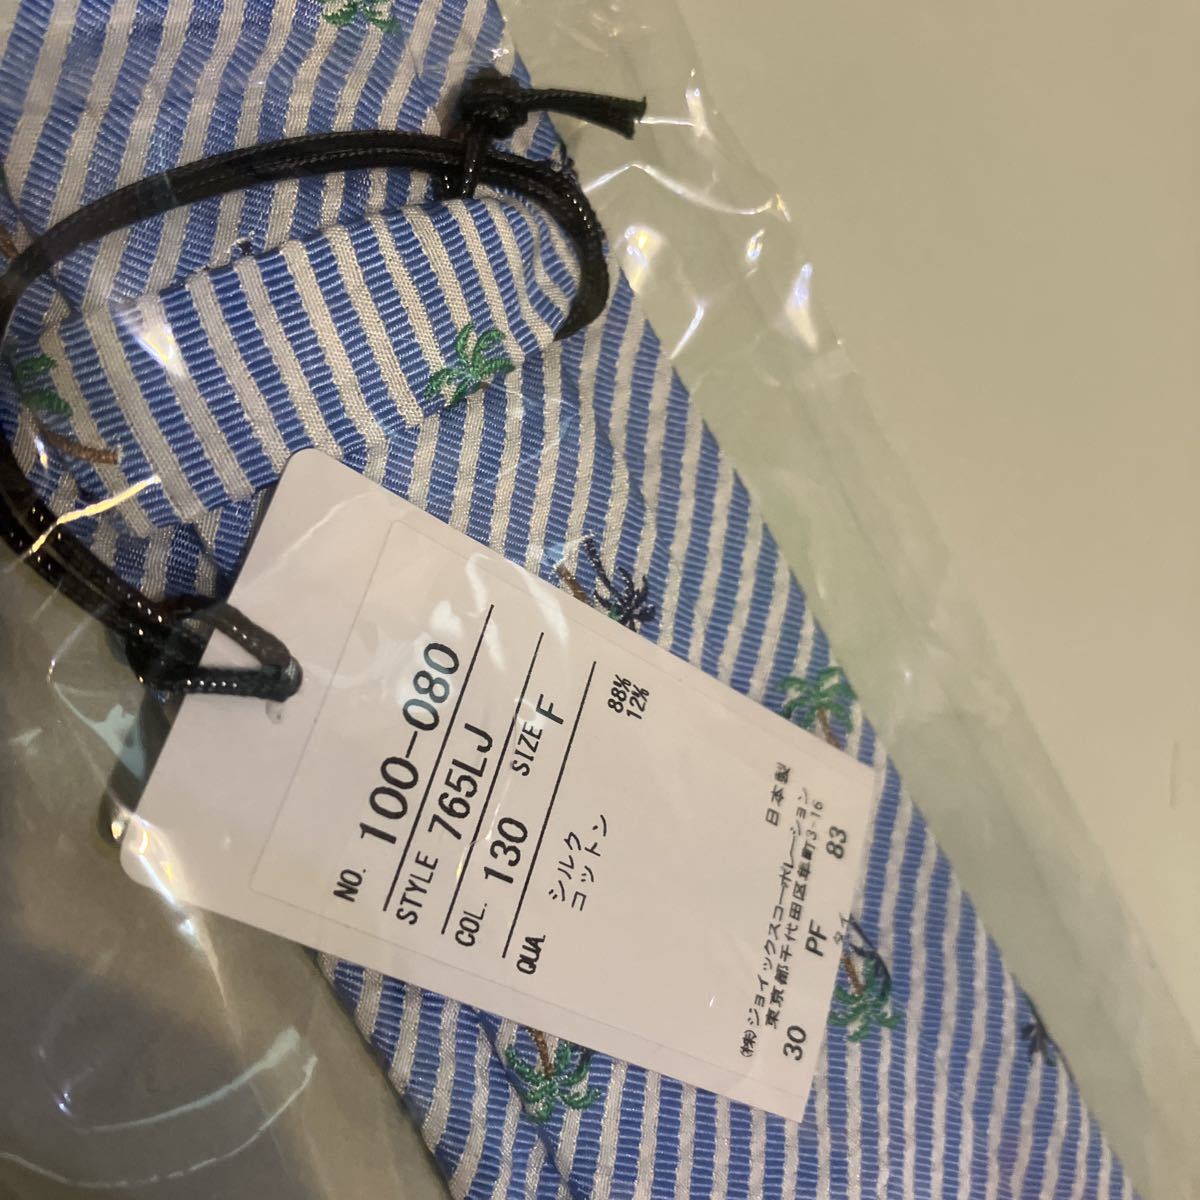 NO. 100-080
STYLE 765LJ
COL. 130 SIZE F
QUA.
シルク 88%
コットン 12%
日本製
(株)ジョイックスコーポレーション
東京都千代田区隼町3-16
30 PF 83
タイ